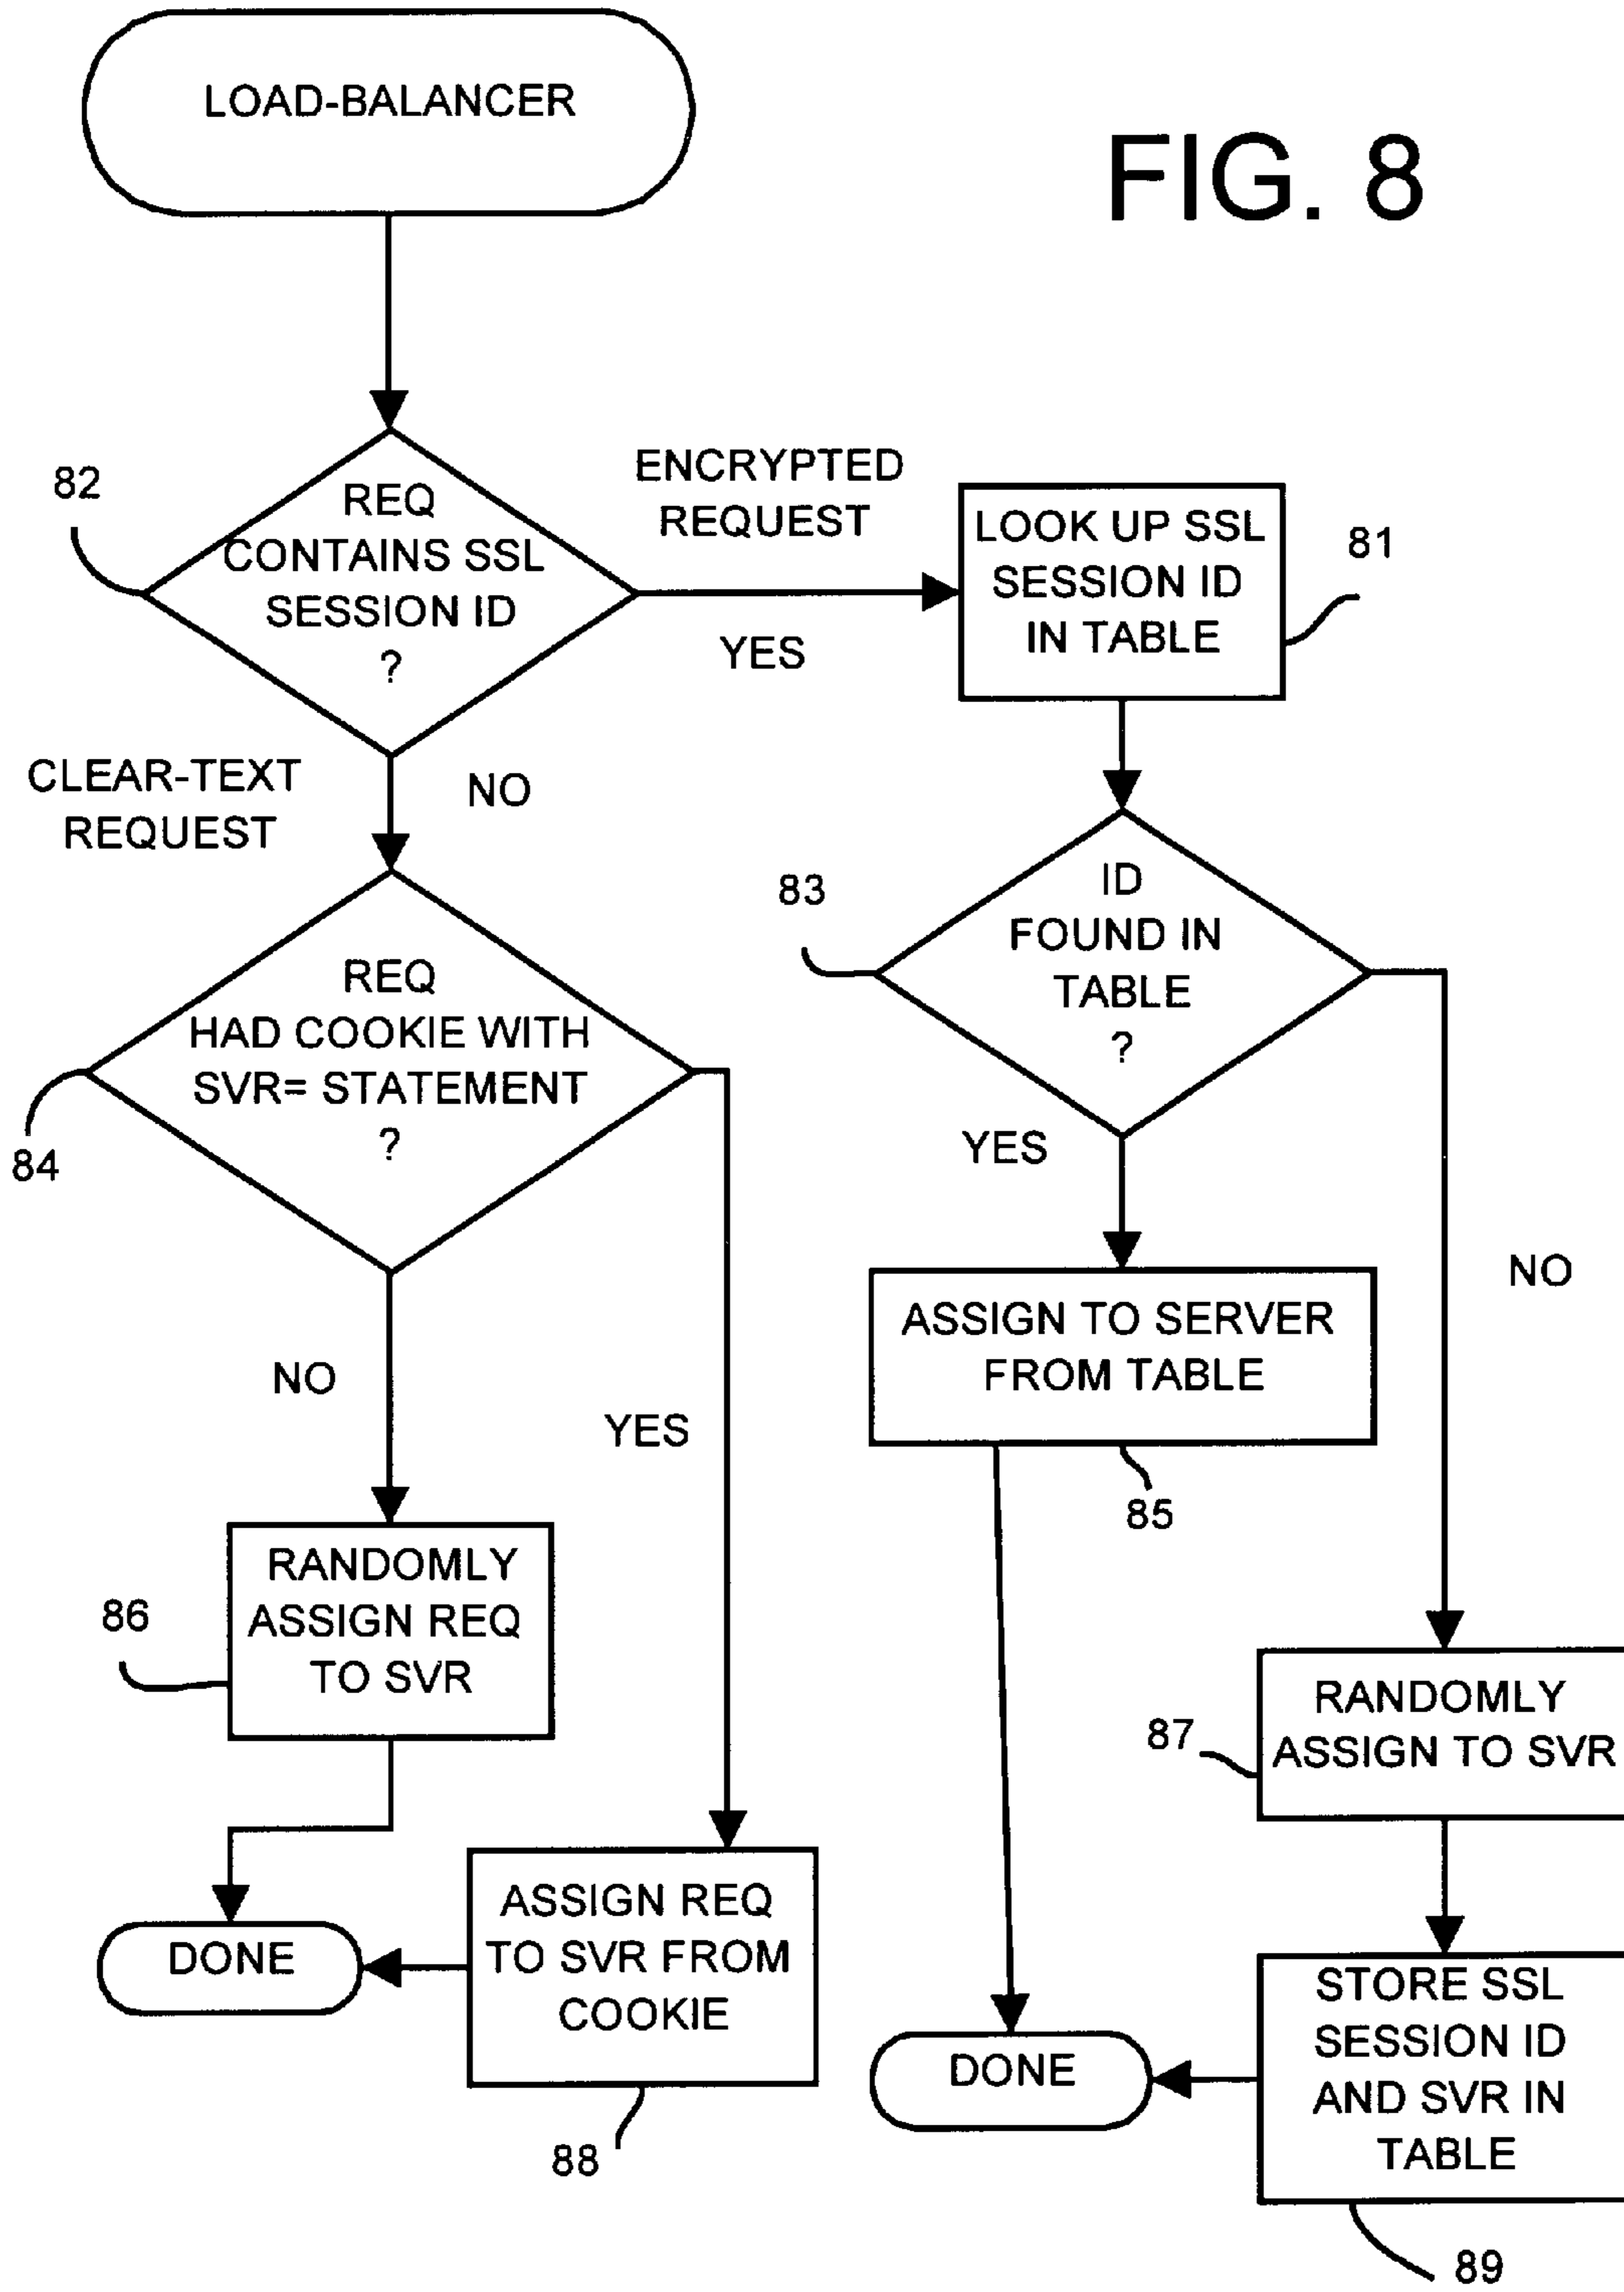 LOAD-BALANCER
FIG. 8
82
REQ
CONTAINS SSL
SESSION ID
?
ENCRYPTED
REQUEST
YES
LOOK UP SSL
SESSION ID
IN TABLE
81
CLEAR-TEXT
REQUEST
NO
83
ID
FOUND IN
TABLE
?
REQ
HAD COOKIE WITH
SVR= STATEMENT
?
84
YES
NO
ASSIGN TO SERVER
FROM TABLE
85
NO
YES
86
RANDOMLY
ASSIGN REQ
TO SVR
87
RANDOMLY
ASSIGN TO SVR
DONE
ASSIGN REQ
TO SVR FROM
COOKIE
88
DONE
STORE SSL
SESSION ID
AND SVR IN
TABLE
89